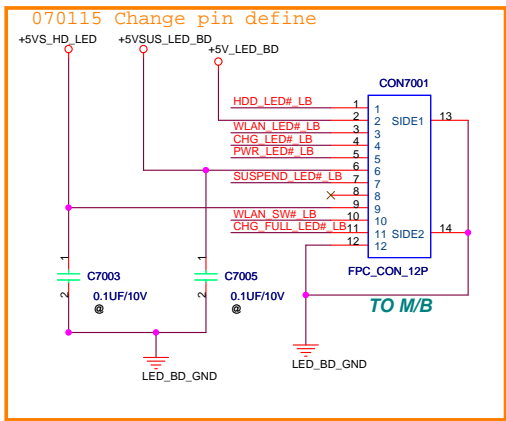 070115 Change pin define
+5VS_HD_LED
+5VSUS_LED_BD
+5V_LED_BD
CON7001
HDD_LED#_LB 1 1
2 2 SIDE1 13
WLAN_LED#_LB 3 3
CHG_LED#_LB 4 4
PWR_LED#_LB 5 5
6 6
SUSPEND_LED#_LB 7 7
8 8
9 9
WLAN_SW#_LB 10 10
CHG_FULL_LED#_LB 11 11 SIDE2 14
12 12
FPC_CON_12P
TO M/B
1 C7003 2
0.1UF/10V
@
1 C7005 2
0.1UF/10V
@
LED_BD_GND
LED_BD_GND